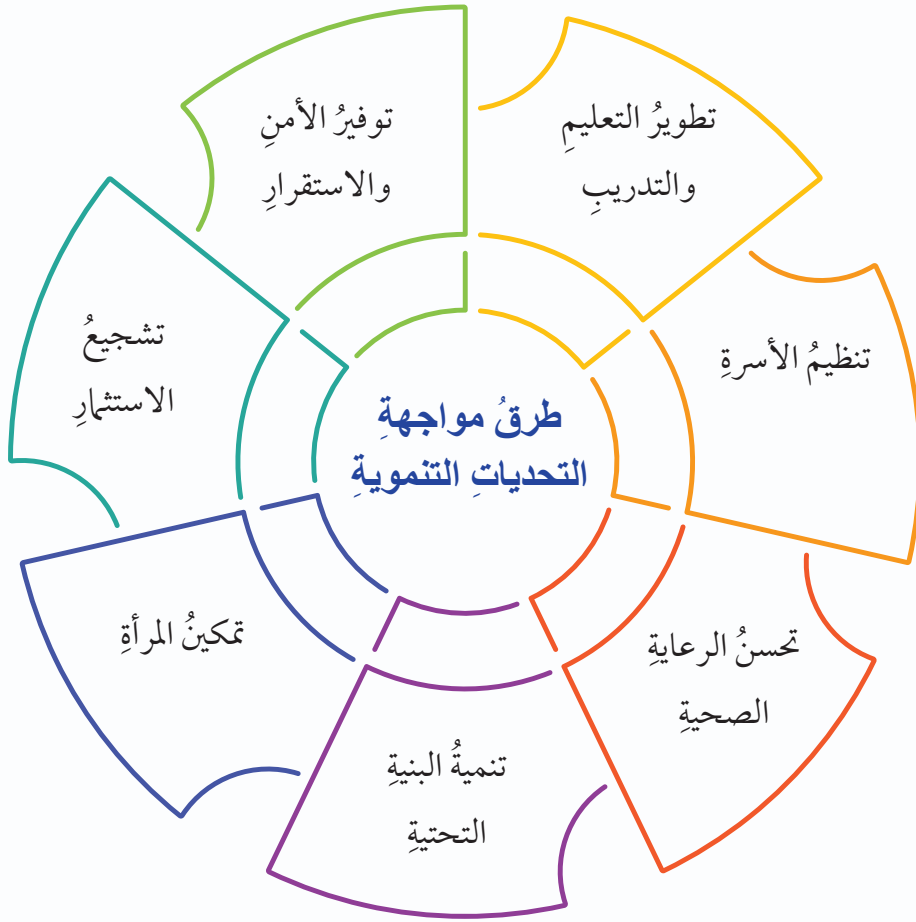 طرقُ مواجهةِ
التحدياتِ التنمويةِ
تطويرُ التعليمِ
والتدريبِ
تنظيمُ الأسرةِ
تحسنُ الرعايةِ
الصحيةِ
تنميةُ البنيةِ
التحتيةِ
تمكينُ المرأةِ
تشجيعُ
الاستثمارِ
توفيرُ الأمنِ
والاستقرارِ